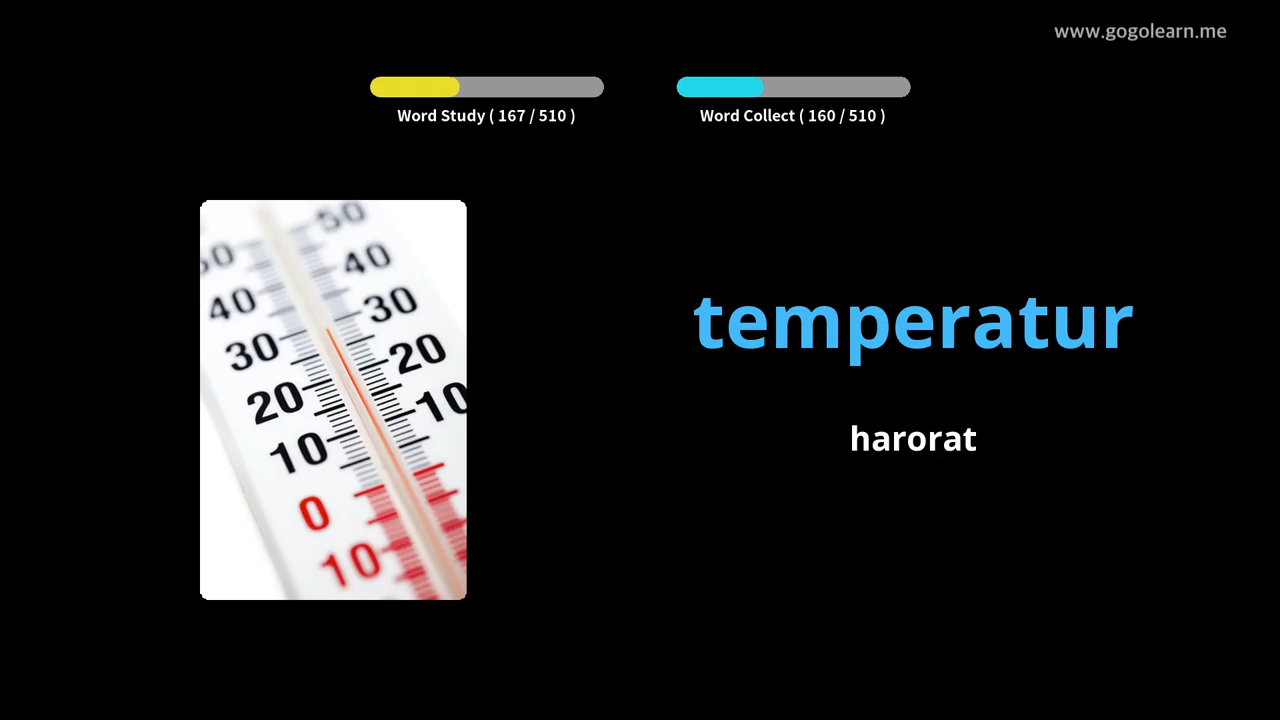 www.gogolearn.me
Word Study ( 167 / 510 )
Word Collect ( 160 / 510 )
50
50
40
40
30
30
20
20
10
10
0
10
temperatur
harorat